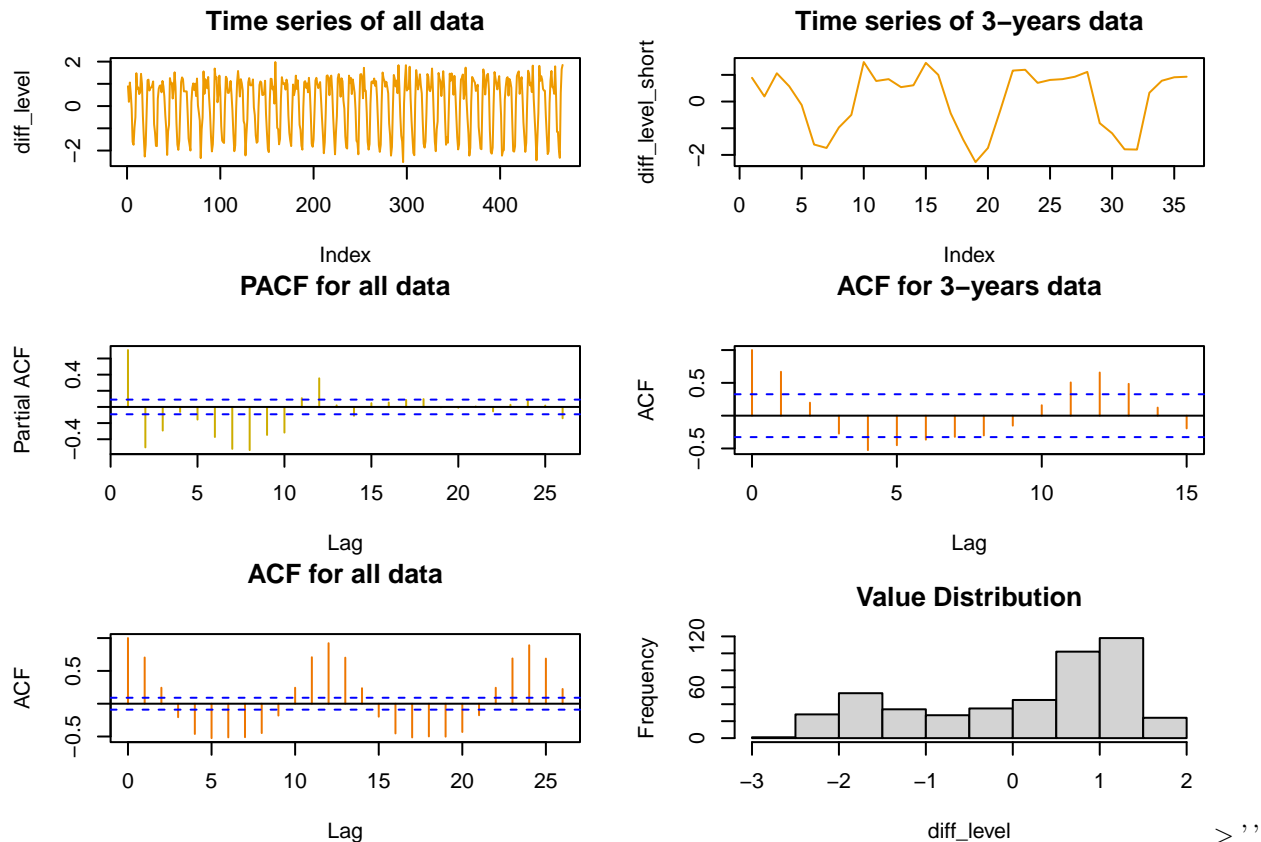 Time series of all data
diff_level
2
0
−2
0 100 200 300 400
Index
Time series of 3−years data
diff_level_short
0
−2
0 5 10 15 20 25 30 35
Index
PACF for all data
Partial ACF
0.4
−0.4
0 5 10 15 20 25
Lag
ACF for 3−years data
ACF
0.5
−0.5
0 5 10 15
Lag
ACF for all data
ACF
0.5
−0.5
0 5 10 15 20 25
Lag
Value Distribution
Frequency
120
60
0
−3 −2 −1 0 1 2
diff_level
> ’’